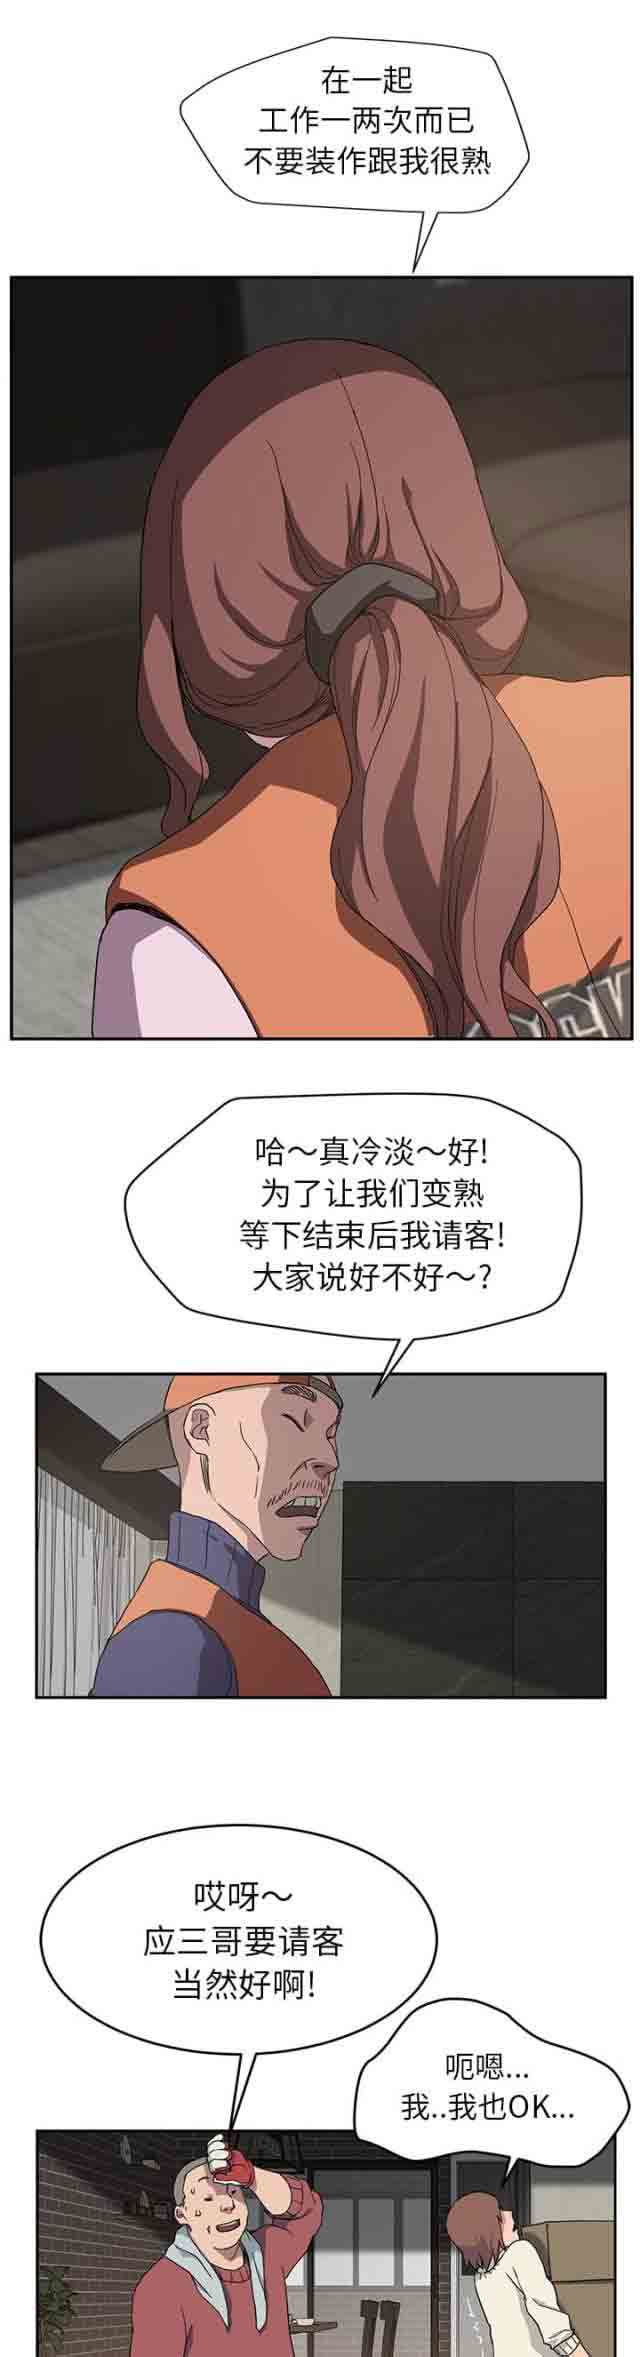 在一起
工作一两次而已
不要装作跟我很熟
哈～真冷淡～好!
为了让我们变熟
等下结束后我请客!
大家说好不好～?
哎呀～
应三哥要请客
当然好啊!
呃嗯...
我..我也OK...